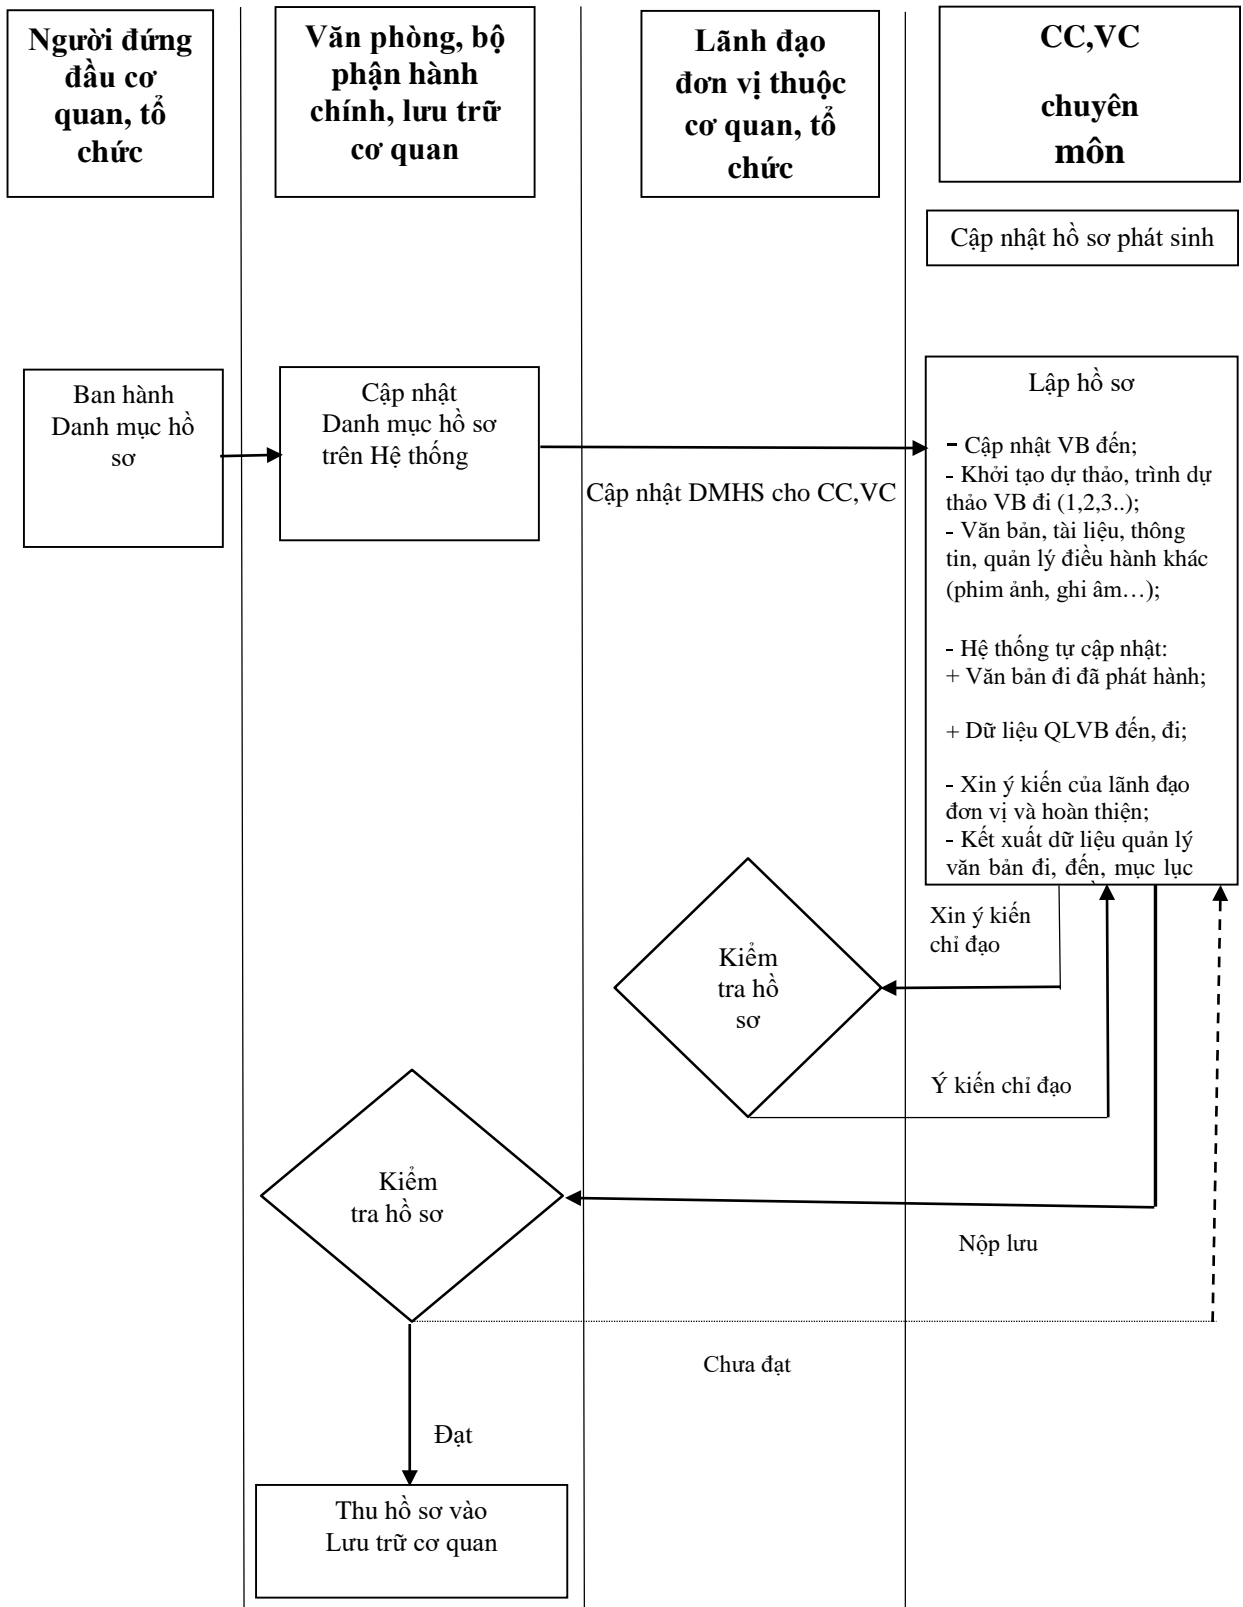 Người đứng
đầu cơ
quan, tổ
chức
Văn phòng, bộ
phận hành
chính, lưu trữ
cơ quan
Lãnh đạo
đơn vị thuộc
cơ quan, tổ
chức
CC,VC
chuyên
môn
Cập nhật hồ sơ phát sinh
Ban hành
Danh mục hồ
sơ
Cập nhật
Danh mục hồ sơ
trên Hệ thống
Cập nhật DMHS cho CC,VC
Lập hồ sơ
- Cập nhật VB đến;
- Khởi tạo dự thảo, trình dự
thảo VB đi (1,2,3..);
- Văn bản, tài liệu, thông
tin, quản lý điều hành khác
(phim ảnh, ghi âm…);
- Hệ thống tự cập nhật:
+ Văn bản đi đã phát hành;
+ Dữ liệu QLVB đến, đi;
- Xin ý kiến của lãnh đạo
đơn vị và hoàn thiện;
- Kết xuất dữ liệu quản lý
văn bản đi, đến, mục lục
Xin ý kiến
chỉ đạo
Kiểm
tra hồ
sơ
Ý kiến chỉ đạo
Kiểm
tra hồ sơ
Nộp lưu
Chưa đạt
Đạt
Thu hồ sơ vào
Lưu trữ cơ quan